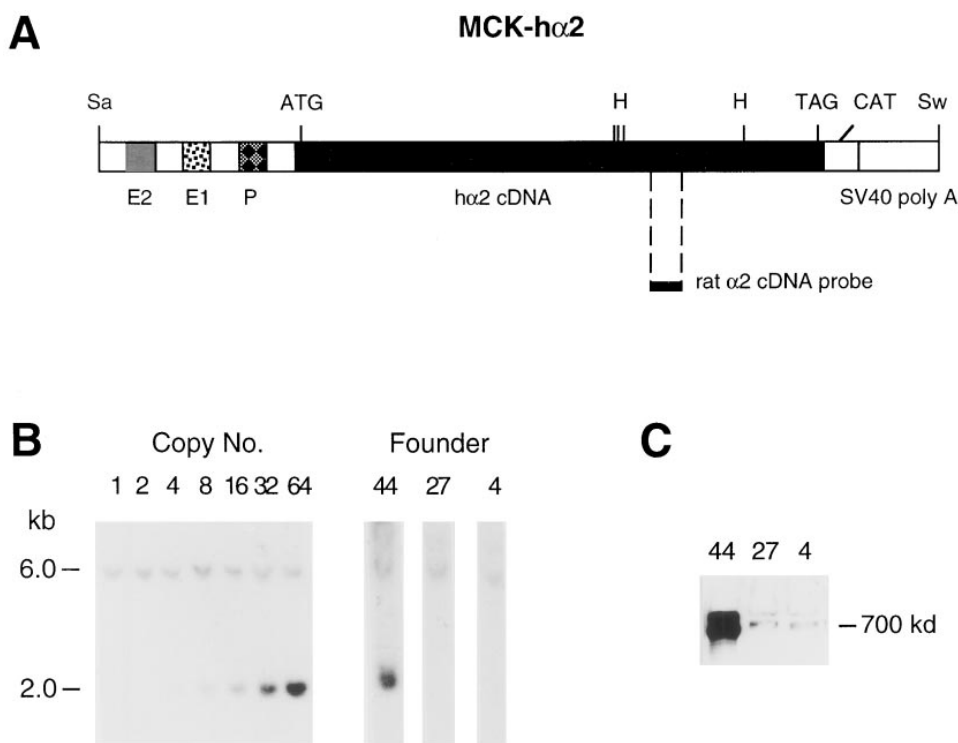 A
MCK-hα2
Sa ATG H H TAG CAT Sw
E2 E1 P hα2 cDNA SV40 poly A
rat α2 cDNA probe
B
Copy No.
1 2 4 8 16 32 64
kb
6.0
2.0
Founder
44 27 4
C
44 27 4
700 kd